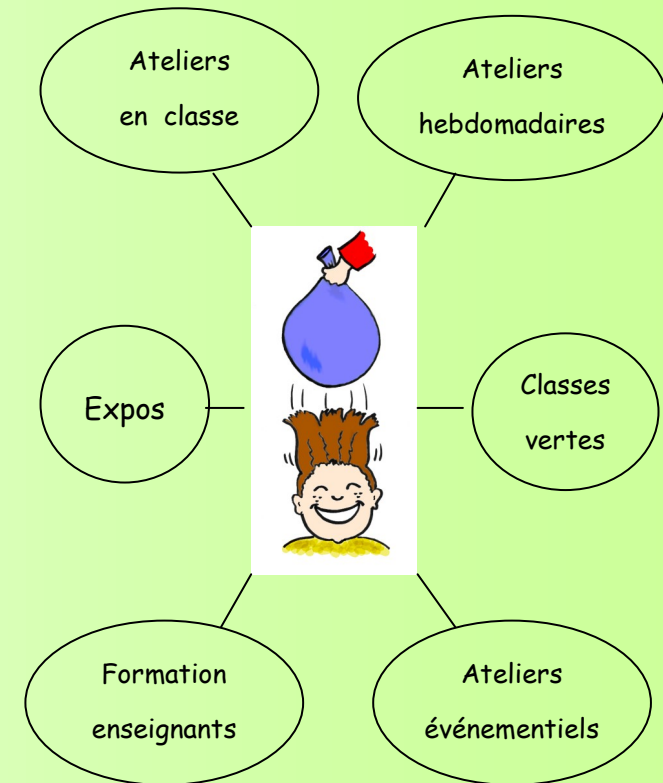 Ateliers
en classe
Ateliers
hebdomadaires
Expos
Classes
vertes
Formation
enseignants
Ateliers
événementiels